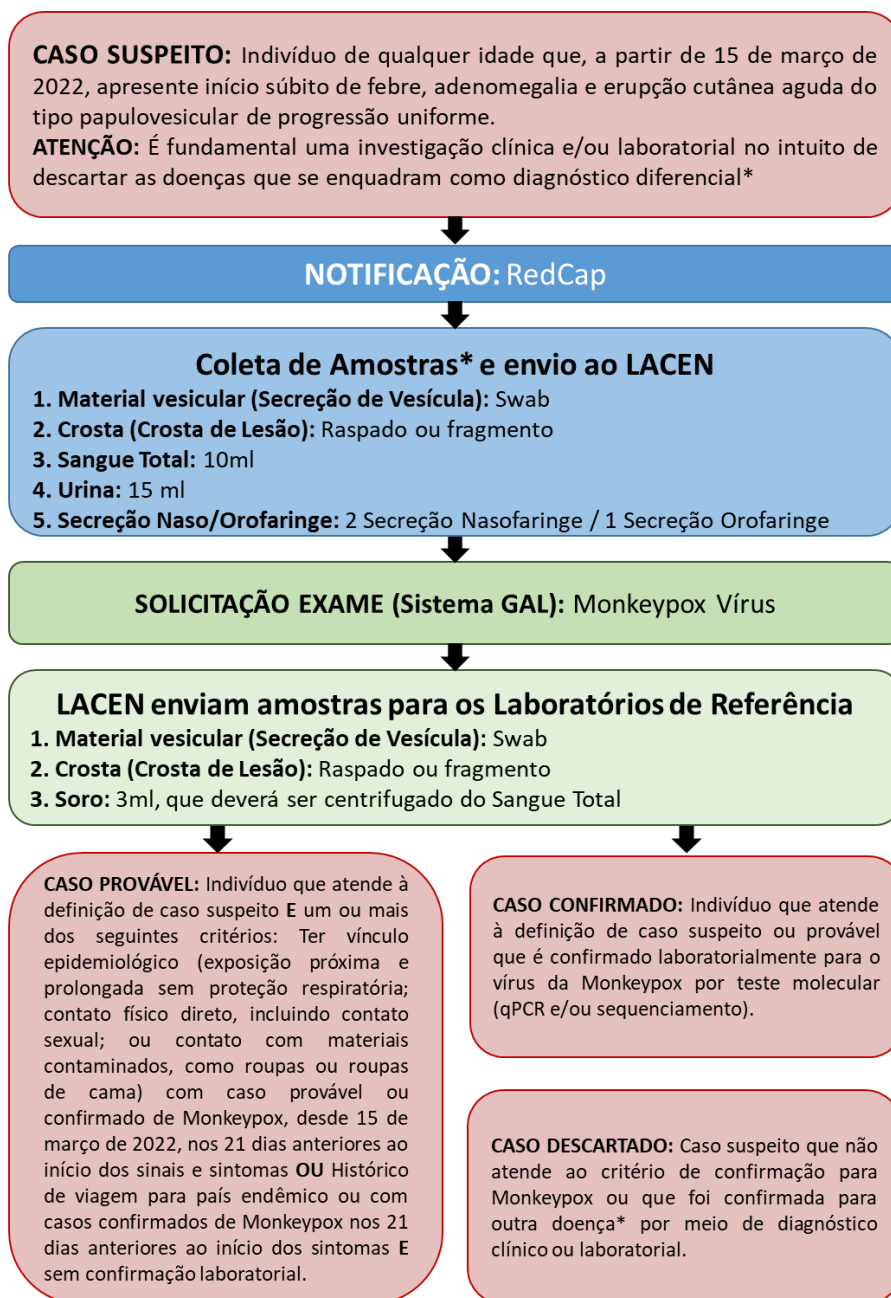 CASO SUSPEITO: Indivíduo de qualquer idade que, a partir de 15 de março de
2022, apresente início súbito de febre, adenomegalia e erupção cutânea aguda do
tipo papulovesicular de progressão uniforme.
ATENÇÃO: É fundamental uma investigação clínica e/ou laboratorial no intuito de
descartar as doenças que se enquadram como diagnóstico diferencial*
NOTIFICAÇÃO: RedCap
Coleta de Amostras* e envio ao LACEN
1. Material vesicular (Secreção de Vesícula): Swab
2. Crosta (Crosta de Lesão): Raspado ou fragmento
3. Sangue Total: 10ml
4. Urina: 15 ml
5. Secreção Naso/Orofaringe: 2 Secreção Nasofaringe / 1 Secreção Orofaringe
SOLICITAÇÃO EXAME (Sistema GAL): Monkeypox Vírus
LACEN enviam amostras para os Laboratórios de Referência
1. Material vesicular (Secreção de Vesícula): Swab
2. Crosta (Crosta de Lesão): Raspado ou fragmento
3. Soro: 3ml, que deverá ser centrifugado do Sangue Total
CASO PROVÁVEL: Indivíduo que atende à
definição de caso suspeito E um ou mais
dos seguintes critérios: Ter vínculo
epidemiológico (exposição próxima e
prolongada sem proteção respiratória;
contato físico direto, incluindo contato
sexual; ou contato com materiais
contaminados, como roupas ou roupas
de cama) com caso provável ou
confirmado de Monkeypox, desde 15 de
março de 2022, nos 21 dias anteriores ao
início dos sinais e sintomas OU Histórico
de viagem para país endêmico ou com
casos confirmados de Monkeypox nos 21
dias anteriores ao início dos sintomas E
sem confirmação laboratorial.
CASO CONFIRMADO: Indivíduo que atende
à definição de caso suspeito ou provável
que é confirmado laboratorialmente para o
vírus da Monkeypox por teste molecular
(qPCR e/ou sequenciamento).
CASO DESCARTADO: Caso suspeito que não
atende ao critério de confirmação para
Monkeypox ou que foi confirmada para
outra doença* por meio de diagnóstico
clínico ou laboratorial.